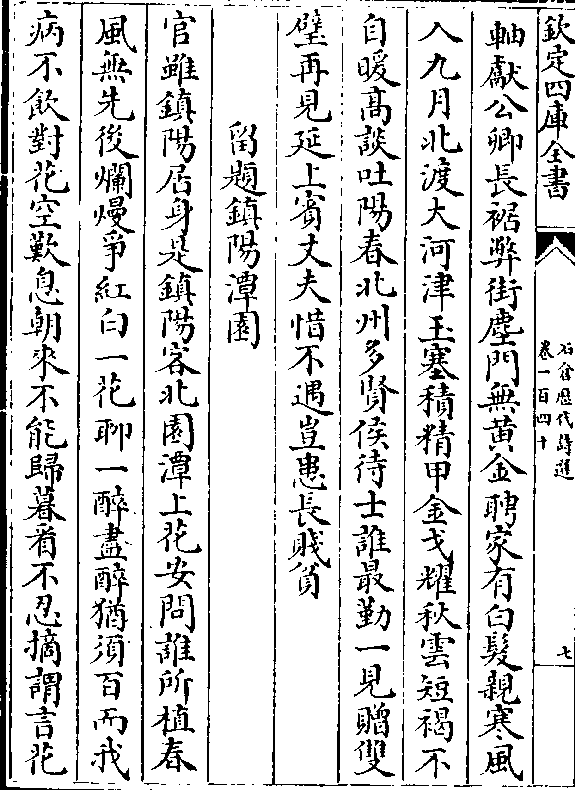 欽定四庫全書
石倉歷代詩選
卷一百四十
七
軸獻公卿長裾弊街塵門無黄金聘家有白髮親寒風
入九月北渡大河津玉塞積精甲金戈耀秋雲短褐不
自暖高談吐陽春北州多賢侯待士誰最勤一見贈雙
璧再見延上賓丈夫惜不遇豈患長賤貧
留題鎮陽潭園
官雖鎮陽居身是鎮陽客北園潭上花安問誰所植春
風無先後爛熳爭紅白一花聊一醉盡醉猶須百而我
病不飲對花空歎息朝來不能歸暮看不忍摘謂言花